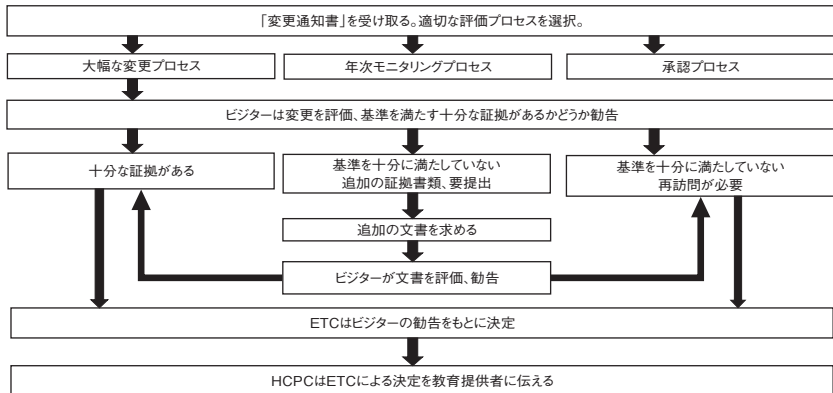 「変更通知書」を受け取る。適切な評価プロセスを選択。
大幅な変更プロセス
年次モニタリングプロセス
承認プロセス
ビジターは変更を評価、基準を満たす十分な証拠があるかどうか勧告
十分な証拠がある
基準を十分に満たしていない
追加の証拠書類、要提出
基準を十分に満たしていない
再訪問が必要
追加の文書を求める
ビジターが文書を評価、勧告
ETCはビジターの勧告をもとに決定
HCPCはETCによる決定を教育提供者に伝える